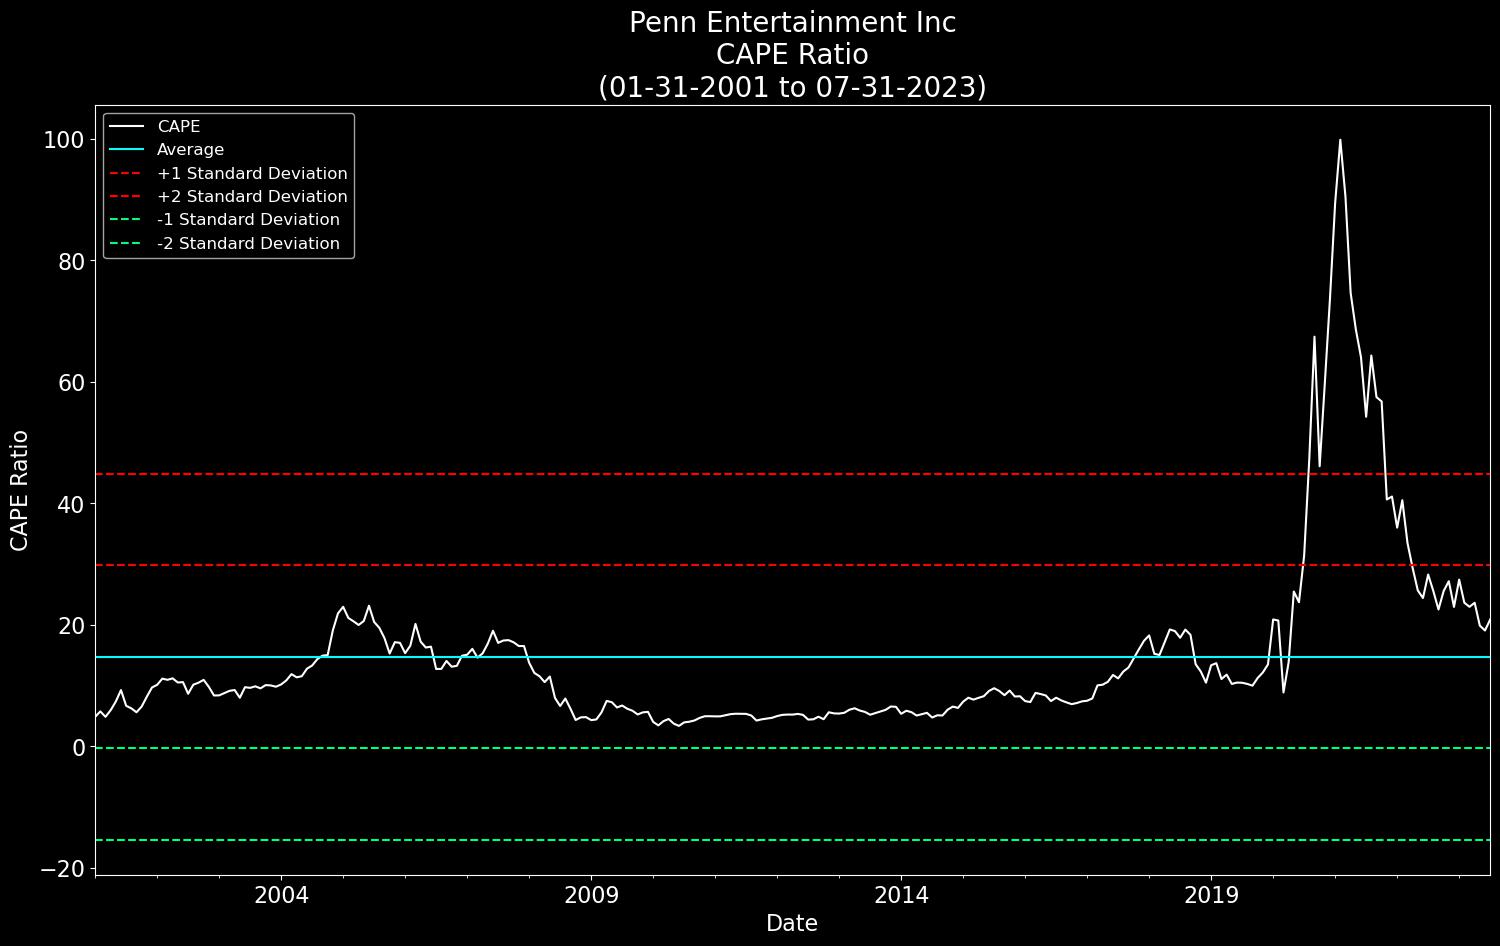 Penn Entertainment Inc
CAPE Ratio
(01-31-2001 to 07-31-2023)
CAPE
Average
+1 Standard Deviation
+2 Standard Deviation
-1 Standard Deviation
-2 Standard Deviation
100
80
60
40
20
0
−20
CAPE Ratio
2004 2009 2014 2019
Date